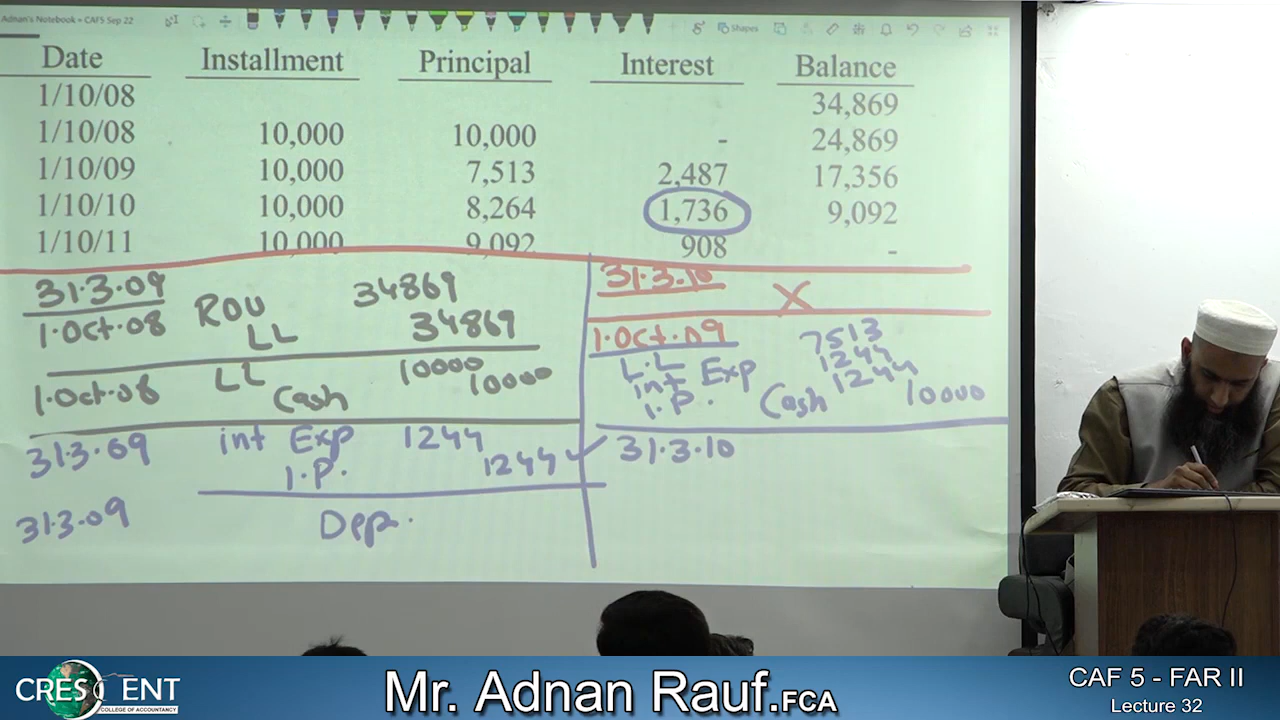 Adnan's Notebook » CAF5 Sep 22
Shapes
Date Installment Principal Interest Balance
1/10/08 34,869
1/10/08 10,000 10,000 - 24,869
1/10/09 10,000 7,513 2,487 17,356
1/10/10 10,000 8,264 1,736 9,092
1/10/11 10,000 9,092 908 -
31.3.09
1.Oct.08 ROU 34869
LL 34869
1.Oct.08 LL 10000
Cash 10000
31.3.09 int Exp 1244
I.P. 1244
31.3.09 Dep.
31.3.10 X
1.Oct.09
L.L 7513
int Exp 1244
I.P. 1244
Cash 10000
31.3.10
CRESCENT
COLLEGE OF ACCOUNTANCY
Mr. Adnan Rauf.FCA
CAF 5 - FAR II
Lecture 32